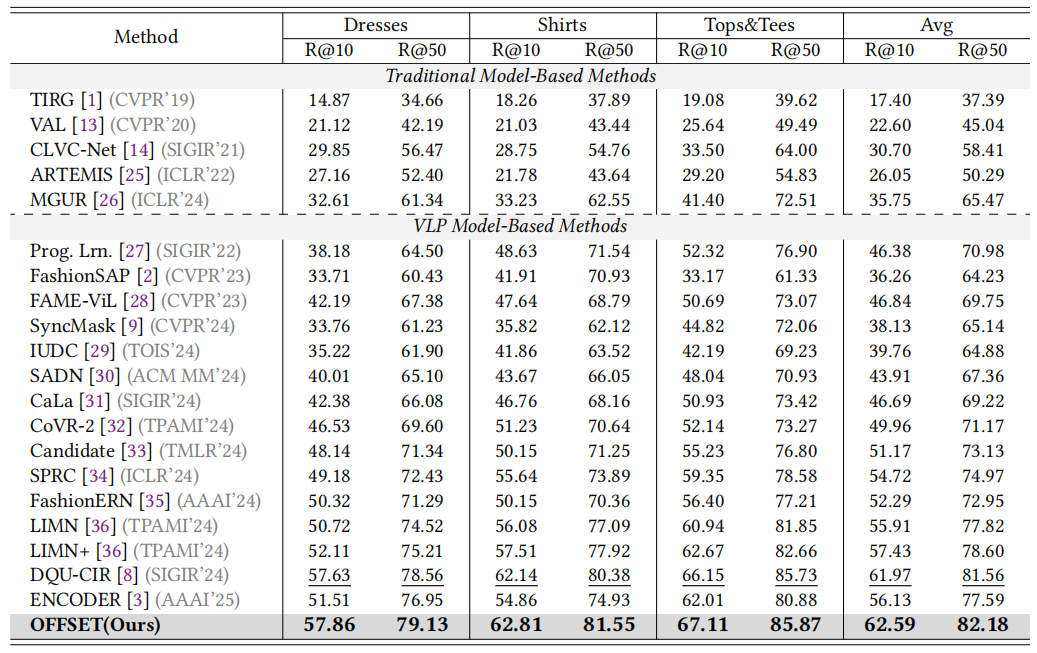 Method Dresses Shirts Tops&Tees Avg
R@10 R@50 R@10 R@50 R@10 R@50 R@10 R@50
Traditional Model-Based Methods
TIRG [1] (CVPR'19) 14.87 34.66 18.26 37.89 19.08 39.62 17.40 37.39
VAL [13] (CVPR'20) 21.12 42.19 21.03 43.44 25.64 49.49 22.60 45.04
CLVC-Net [14] (SIGIR'21) 29.85 56.47 28.75 54.76 33.50 64.00 30.70 58.41
ARTEMIS [25] (ICLR'22) 27.16 52.40 21.78 43.64 29.20 54.83 26.05 50.29
MGUR [26] (ICLR'24) 32.61 61.34 33.23 62.55 41.40 72.51 35.75 65.47
VLP Model-Based Methods
Prog. Lrn. [27] (SIGIR'22) 38.18 64.50 48.63 71.54 52.32 76.90 46.38 70.98
FashionSAP [2] (CVPR'23) 33.71 60.43 41.91 70.93 33.17 61.33 36.26 64.23
FAME-ViL [28] (CVPR'23) 42.19 67.38 47.64 68.79 50.69 73.07 46.84 69.75
SyncMask [9] (CVPR'24) 33.76 61.23 35.82 62.12 44.82 72.06 38.13 65.14
IUDC [29] (TOIS'24) 35.22 61.90 41.86 63.52 42.19 69.23 39.76 64.88
SADN [30] (ACM MM'24) 40.01 65.10 43.67 66.05 48.04 70.93 43.91 67.36
CaLa [31] (SIGIR'24) 42.38 66.08 46.76 68.16 50.93 73.42 46.69 69.22
CoVR-2 [32] (TPAMI'24) 46.53 69.60 51.23 70.64 52.14 73.27 49.96 71.17
Candidate [33] (TMLR'24) 48.14 71.34 50.15 71.25 55.23 76.80 51.17 73.13
SPRC [34] (ICLR'24) 49.18 72.43 55.64 73.89 59.35 78.58 54.72 74.97
FashionERN [35] (AAAI'24) 50.32 71.29 50.15 70.36 56.40 77.21 52.29 72.95
LIMN [36] (TPAMI'24) 50.72 74.52 56.08 77.09 60.94 81.85 55.91 77.82
LIMN+ [36] (TPAMI'24) 52.11 75.21 57.51 77.92 62.67 82.66 57.43 78.60
DQU-CIR [8] (SIGIR'24) 57.63 78.56 62.14 80.38 66.15 85.73 61.97 81.56
ENCODER [3] (AAAI'25) 51.51 76.95 54.86 74.93 62.01 80.88 56.13 77.59
OFFSET(Ours) 57.86 79.13 62.81 81.55 67.11 85.87 62.59 82.18